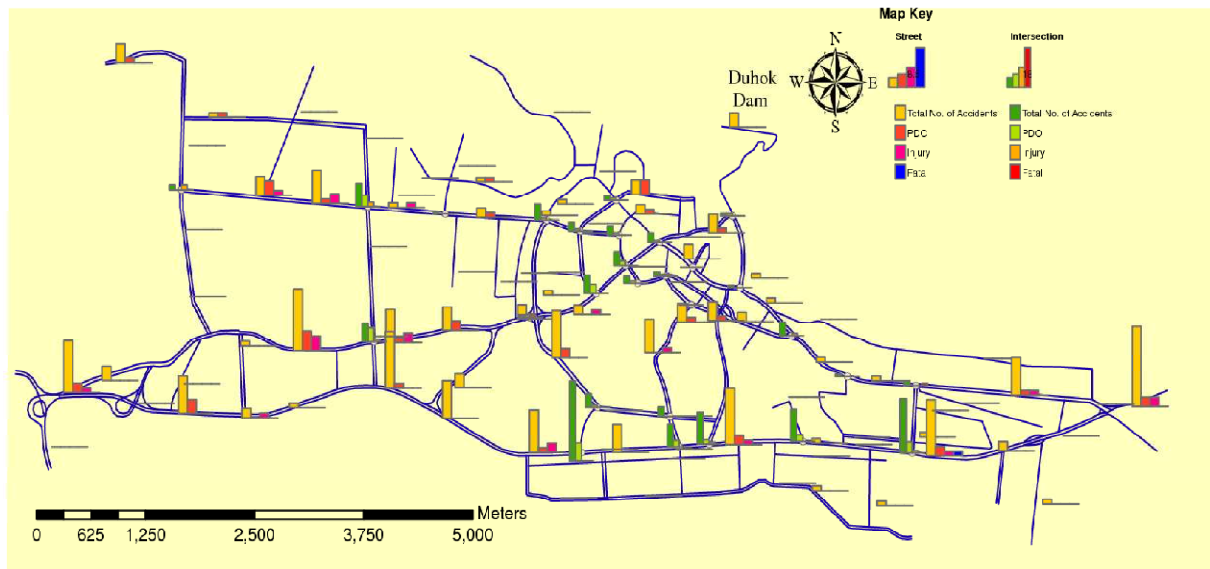 Map Key
Street
Intersection
N
W
E
S
Duhok
Dam
Total No. of Accidents
PDO
Injury
Fata
Total No. of Accidents
PDO
Injury
Fatal
Meters
0 625 1,250 2,500 3,750 5,000